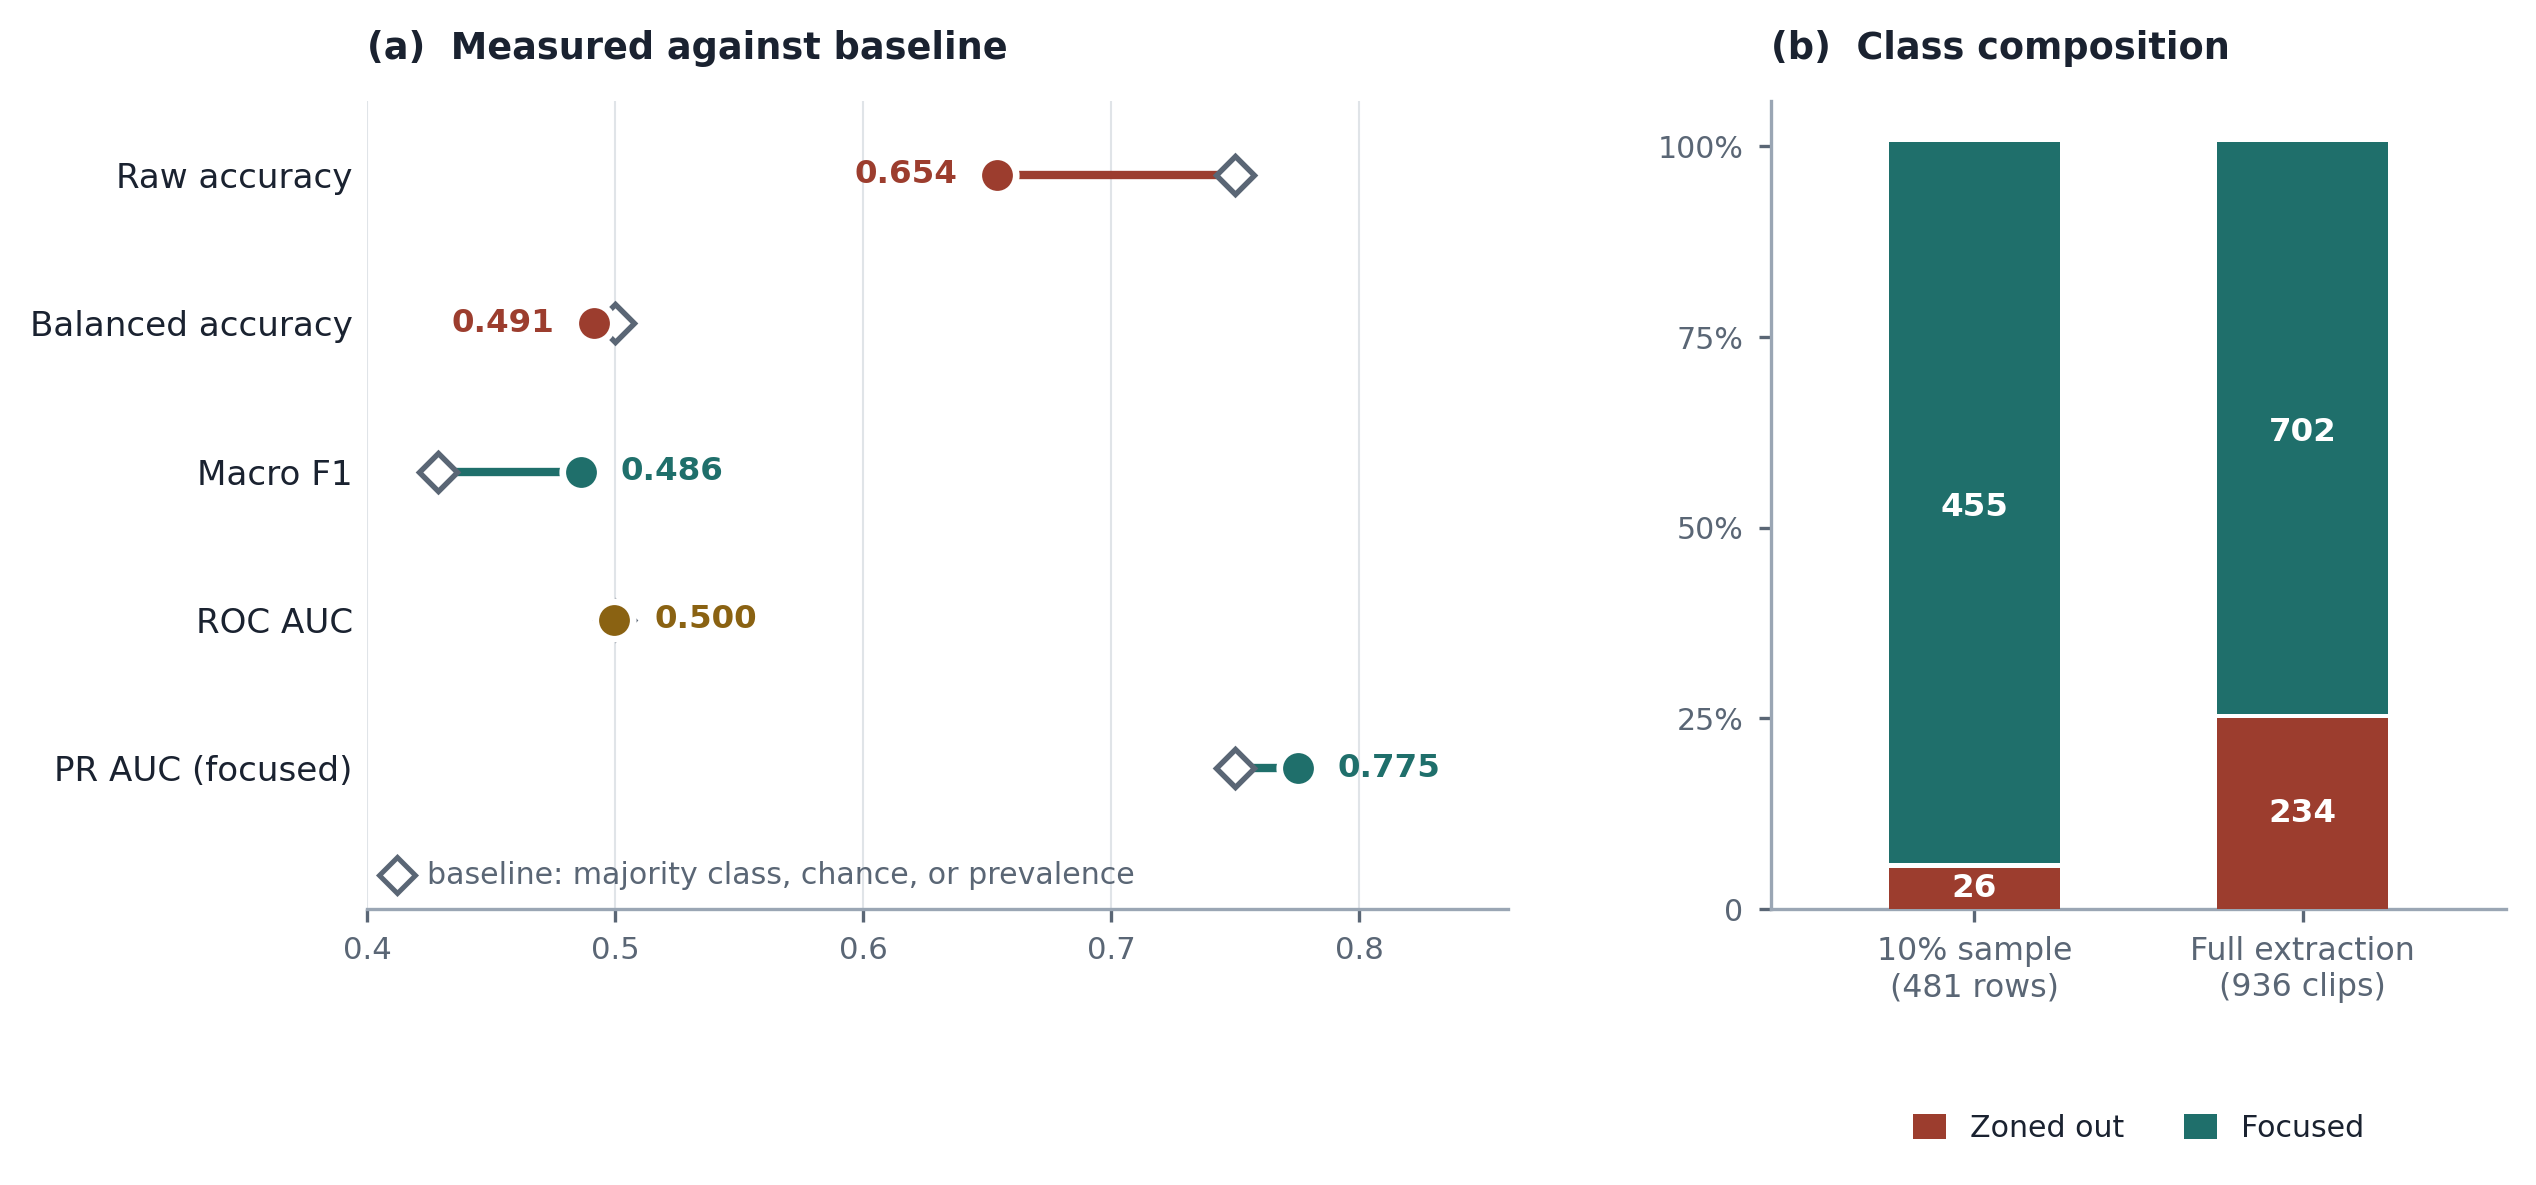 (a)  Measured against baseline
Raw accuracy
0.654
Balanced accuracy
0.491
Macro F1
0.486
ROC AUC
0.500
PR AUC (focused)
0.775
baseline: majority class, chance, or prevalence
0.4
0.5
0.6
0.7
0.8
(b)  Class composition
100%
75%
50%
25%
0
455
26
702
234
10% sample
(481 rows)
Full extraction
(936 clips)
Zoned out
Focused